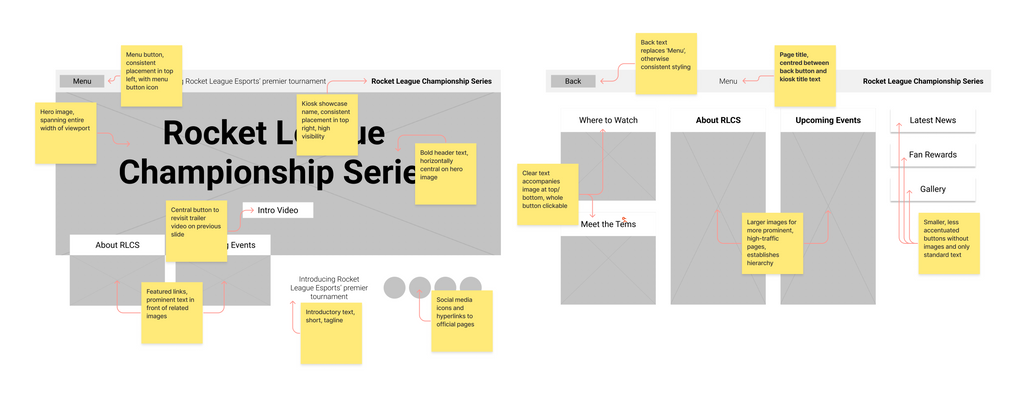 Menu button,
consistent
placement in top
left, with menu
button icon
Menu
Rocket League Esports' premier tournament
Rocket League Championship Series
Hero image,
spanning entire
width of viewport
Kiosk showcase
name, consistent
placement in top
right, high
visibility
Rocket Le ue
Championship Serie
Bold header text,
horizontally
central on hero
image
Central button to
revisit trailer
video on previous
slide
Intro Video
About RLCS
g Events
Featured links,
prominent text in
front of related
images
Introducing Rocket
League Esports' premier
tournament
Introductory text,
short, tagline
Social media
icons and
hyperlinks to
official pages
Back text
replaces 'Menu',
otherwise
consistent styling
Page title,
centred between
back button and
kiosk title text
Back
Menu
Rocket League Championship Series
Where to Watch
About RLCS
Upcoming Events
Latest News
Fan Rewards
Gallery
Clear text
accompanies
image at top/
bottom, whole
button clickable
Meet the Tems
Larger images for
more prominent,
high-traffic
pages,
establishes
hierarchy
Smaller, less
accentuated
buttons without
images and only
standard text